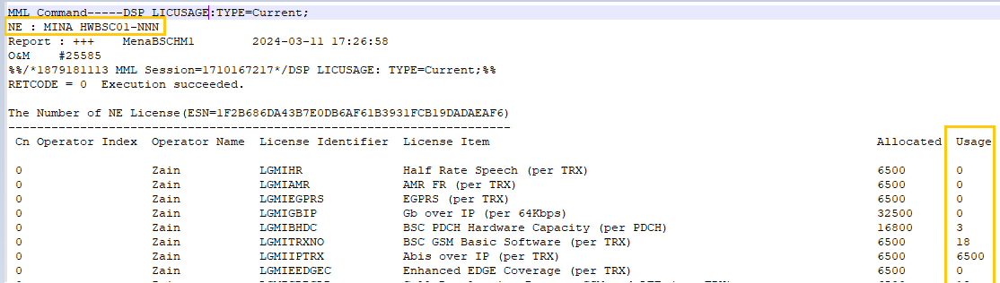 MML Command-----DSP LICUSAGE:TYPE=Current;
NE : MINA HWBSC01-NNN
Report : +++    MenaBSCHM1        2024-03-11 17:26:58
O&M    #25585
%%/*1879181113 MML Session=1710167217*/DSP LICUSAGE: TYPE=Current;%%
RETCODE = 0  Execution succeeded.
The Number of NE License(ESN=1F2B686DA43B7E0DB6AF61B3931FCB19DADAEAF6)
----------------------------------------------------------------------
Cn Operator Index  Operator Name  License Identifier  License Item  Allocated  Usage
0  Zain  LGMIHR  Half Rate Speech (per TRX)  6500  0
0  Zain  LGMIAMR  AMR FR (per TRX)  6500  0
0  Zain  LGMIEGPRS  EGPRS (per TRX)  6500  0
0  Zain  LGMIGBIP  Gb over IP (per 64Kbps)  32500  0
0  Zain  LGMIBHDC  BSC PDCH Hardware Capacity (per PDCH)  16800  3
0  Zain  LGMITRXNO  BSC GSM Basic Software (per TRX)  6500  18
0  Zain  LGMIIPTRX  Abis over IP (per TRX)  6500  6500
0  Zain  LGMIEEDGEC  Enhanced EDGE Coverage (per TRX)  6500  0